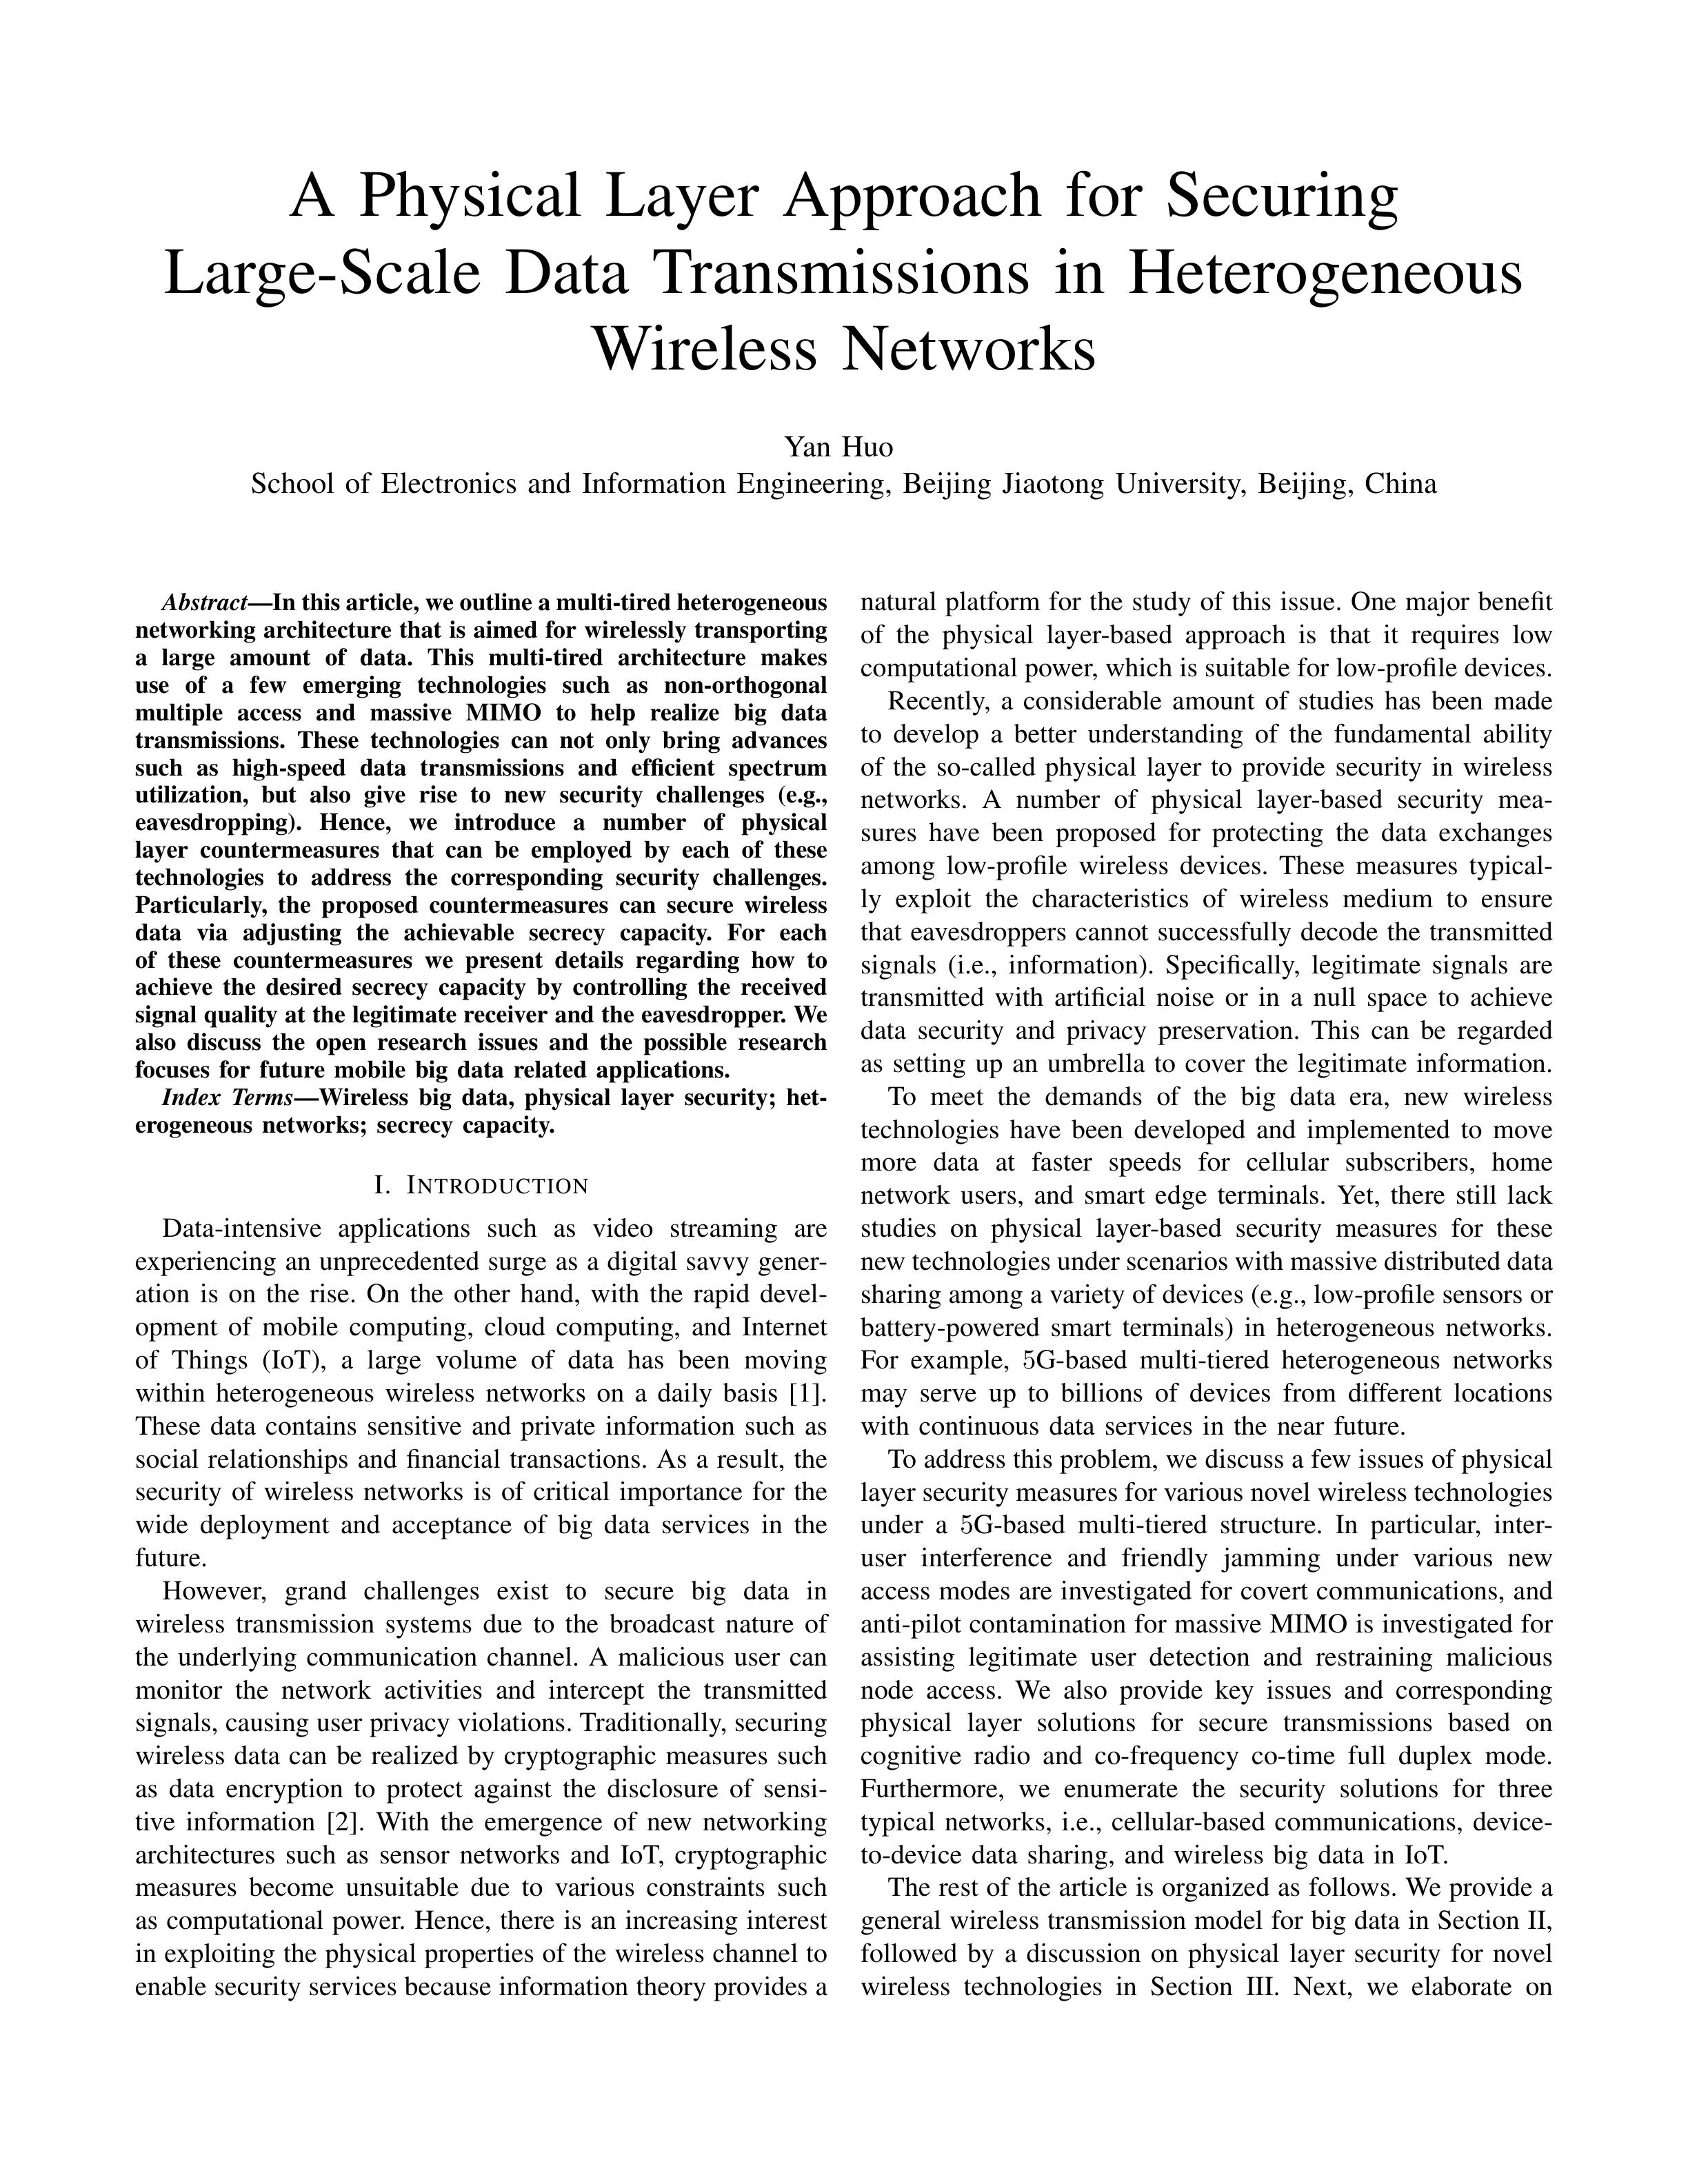 A Physical Layer Approach for Securing
Large-Scale Data Transmissions in Heterogeneous
Wireless Networks
Yan Huo
School of Electronics and Information Engineering, Beijing Jiaotong University, Beijing, China
Abstract—In this article, we outline a multi-tired heterogeneous
networking architecture that is aimed for wirelessly transporting
a large amount of data. This multi-tired architecture makes
use of a few emerging technologies such as non-orthogonal
multiple access and massive MIMO to help realize big data
transmissions. These technologies can not only bring advances
such as high-speed data transmissions and efficient spectrum
utilization, but also give rise to new security challenges (e.g.,
eavesdropping). Hence, we introduce a number of physical
layer countermeasures that can be employed by each of these
technologies to address the corresponding security challenges.
Particularly, the proposed countermeasures can secure wireless
data via adjusting the achievable secrecy capacity. For each
of these countermeasures we present details regarding how to
achieve the desired secrecy capacity by controlling the received
signal quality at the legitimate receiver and the eavesdropper. We
also discuss the open research issues and the possible research
focuses for future mobile big data related applications.
Index Terms—Wireless big data, physical layer security; het-
erogeneous networks; secrecy capacity.
I. INTRODUCTION
Data-intensive applications such as video streaming are
experiencing an unprecedented surge as a digital savvy gener-
ation is on the rise. On the other hand, with the rapid devel-
opment of mobile computing, cloud computing, and Internet
of Things (IoT), a large volume of data has been moving
within heterogeneous wireless networks on a daily basis [1].
These data contains sensitive and private information such as
social relationships and financial transactions. As a result, the
security of wireless networks is of critical importance for the
wide deployment and acceptance of big data services in the
future.
However, grand challenges exist to secure big data in
wireless transmission systems due to the broadcast nature of
the underlying communication channel. A malicious user can
monitor the network activities and intercept the transmitted
signals, causing user privacy violations. Traditionally, securing
wireless data can be realized by cryptographic measures such
as data encryption to protect against the disclosure of sensi-
tive information [2]. With the emergence of new networking
architectures such as sensor networks and IoT, cryptographic
measures become unsuitable due to various constraints such
as computational power. Hence, there is an increasing interest
in exploiting the physical properties of the wireless channel to
enable security services because information theory provides a
natural platform for the study of this issue. One major benefit
of the physical layer-based approach is that it requires low
computational power, which is suitable for low-profile devices.
Recently, a considerable amount of studies has been made
to develop a better understanding of the fundamental ability
of the so-called physical layer to provide security in wireless
networks. A number of physical layer-based security mea-
sures have been proposed for protecting the data exchanges
among low-profile wireless devices. These measures typical-
ly exploit the characteristics of wireless medium to ensure
that eavesdroppers cannot successfully decode the transmitted
signals (i.e., information). Specifically, legitimate signals are
transmitted with artificial noise or in a null space to achieve
data security and privacy preservation. This can be regarded
as setting up an umbrella to cover the legitimate information.
To meet the demands of the big data era, new wireless
technologies have been developed and implemented to move
more data at faster speeds for cellular subscribers, home
network users, and smart edge terminals. Yet, there still lack
studies on physical layer-based security measures for these
new technologies under scenarios with massive distributed data
sharing among a variety of devices (e.g., low-profile sensors or
battery-powered smart terminals) in heterogeneous networks.
For example, 5G-based multi-tiered heterogeneous networks
may serve up to billions of devices from different locations
with continuous data services in the near future.
To address this problem, we discuss a few issues of physical
layer security measures for various novel wireless technologies
under a 5G-based multi-tiered structure. In particular, inter-
user interference and friendly jamming under various new
access modes are investigated for covert communications, and
anti-pilot contamination for massive MIMO is investigated for
assisting legitimate user detection and restraining malicious
node access. We also provide key issues and corresponding
physical layer solutions for secure transmissions based on
cognitive radio and co-frequency co-time full duplex mode.
Furthermore, we enumerate the security solutions for three
typical networks, i.e., cellular-based communications, device-
to-device data sharing, and wireless big data in IoT.
The rest of the article is organized as follows. We provide a
general wireless transmission model for big data in Section II,
followed by a discussion on physical layer security for novel
wireless technologies in Section III. Next, we elaborate on